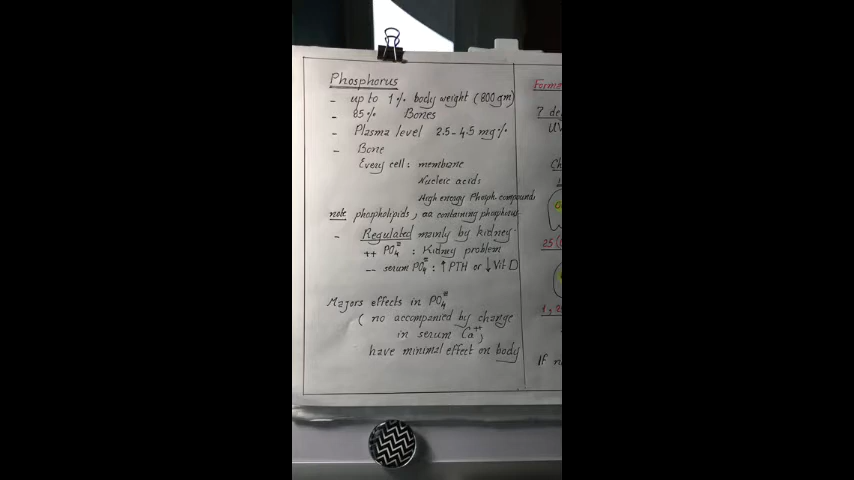 Phosphorus
- up to 1% body weight (800 gm)
- 85% Bones
- Plasma level 2.5-4.5 mg%
- Bone
Every cell: membrane
Nucleic acids
High energy Phosph. compounds
note phospholipids, aa containing phosphorus
- Regulated mainly by kidney.
++ PO₄≡ : Kidney problem
-- serum PO₄≡ : ↑PTH or ↓Vit D
Majors effects in PO₄≡
( no accompanied by change
in serum Ca⁺⁺)
have minimal effect on body
7 de
UV
Ch
25(
1, 2
If n